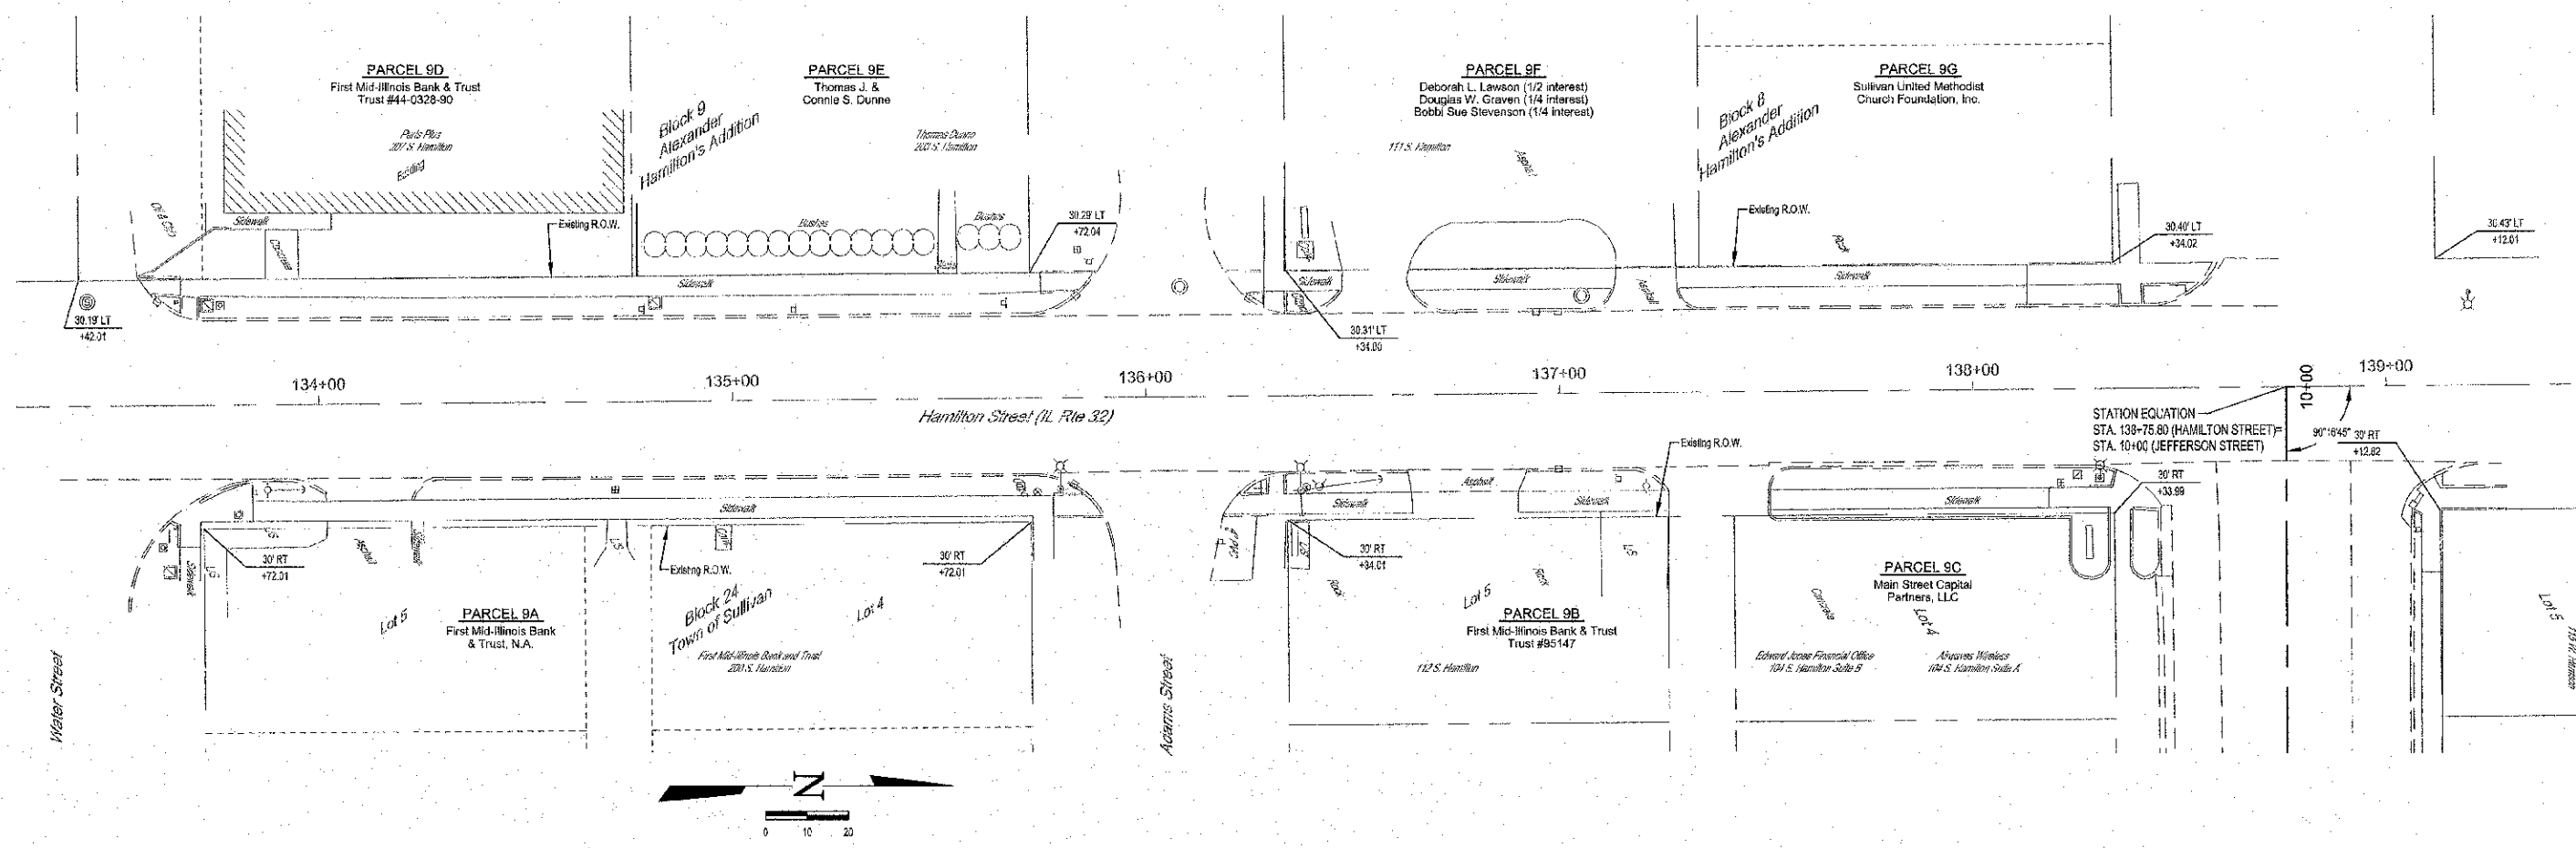 PARCEL 9D
First Mid-Illinois Bank & Trust
Trust #44-0328-90
Parts Plus
207 S. Hamilton
Building
Block 9
Alexander
Hamilton's Addition
PARCEL 9E
Thomas J. &
Connie S. Dunne
Thomas Dunne
203 S. Hamilton
PARCEL 9F
Deborah L. Lawson (1/2 interest)
Douglas W. Graven (1/4 interest)
Bobbi Sue Stevenson (1/4 interest)
111 S. Hamilton
Asphalt
Block 8
Alexander
Hamilton's Addition
PARCEL 9G
Sullivan United Methodist
Church Foundation, Inc.
Sidewalk
Concrete
Existing R.O.W.
Bushes
Bushes
30.29' LT
+72.04
Existing R.O.W.
Rock
30.40' LT
+34.02
30.43' LT
+12.01
Sidewalk
Sidewalk
Sidewalk
Asphalt
Sidewalk
30.19' LT
+42.01
30.31' LT
+34.00
134+00
135+00
136+00
137+00
138+00
139+00
10+00
Hamilton Street (IL Rte 32)
STATION EQUATION
STA. 138+75.80 (HAMILTON STREET)=
STA. 10+00 (JEFFERSON STREET)
90°16'45"
30' RT
+12.82
Existing R.O.W.
Sidewalk
Sidewalk
Asphalt
Sidewalk
Sidewalk
30' RT
+33.99
30' RT
+72.01
Asphalt
Sidewalk
Sidewalk
LS
LS
LS
Existing R.O.W.
30' RT
+72.01
30' RT
+34.01
Rock
Rock
LS
Lot 5
PARCEL 9A
First Mid-Illinois Bank
& Trust, N.A.
Block 24
Town of Sullivan
Lot 4
First Mid-Illinois Bank and Trust
200 S. Hamilton
Lot 5
PARCEL 9B
First Mid-Illinois Bank & Trust
Trust #95147
112 S. Hamilton
PARCEL 9C
Main Street Capital
Partners, LLC
Concrete
Lot 4
Edward Jones Financial Office
104 S. Hamilton Suite B
Airwaves Wireless
104 S. Hamilton Suite A
Lot 5
Water Street
Adams Street
N
0 10 20